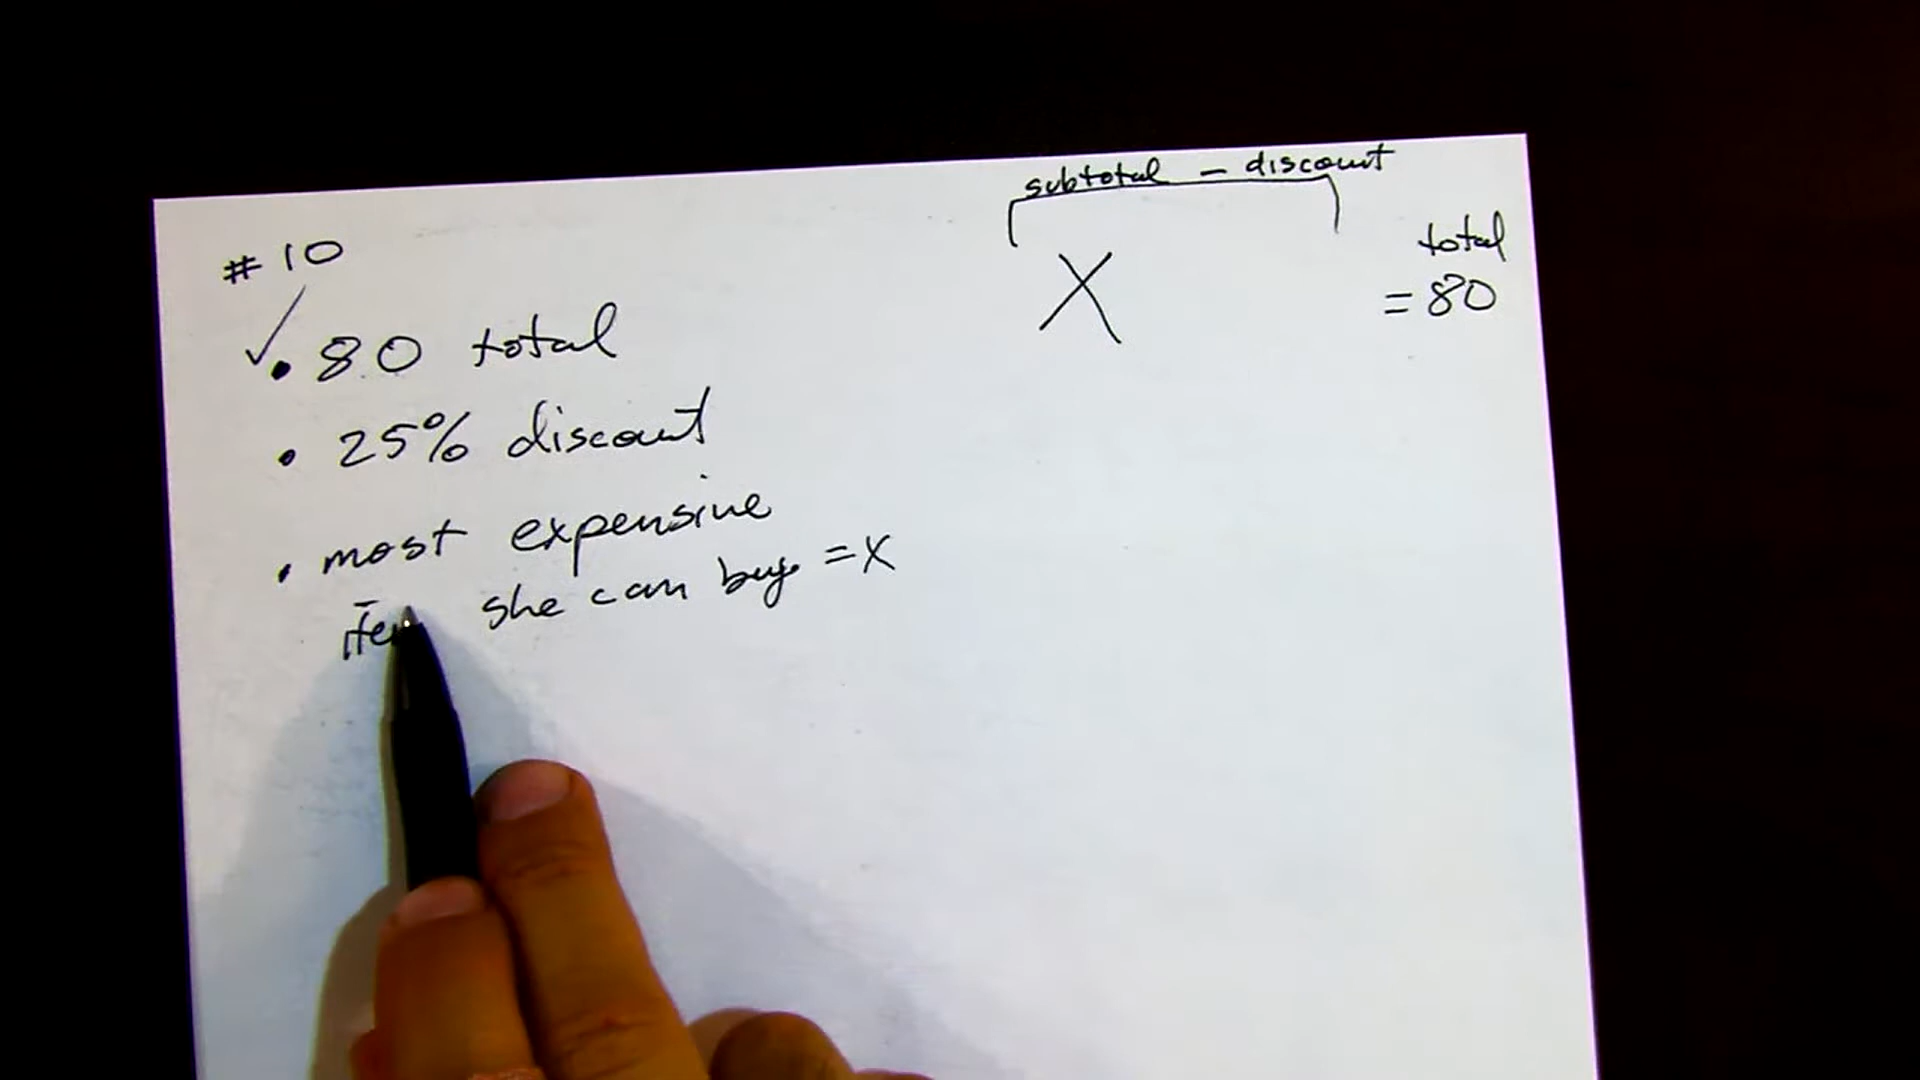 # 10
• 80 total
• 25% discount
• most expensive
she can buy = X
subtotal – discount
X
total
= 80